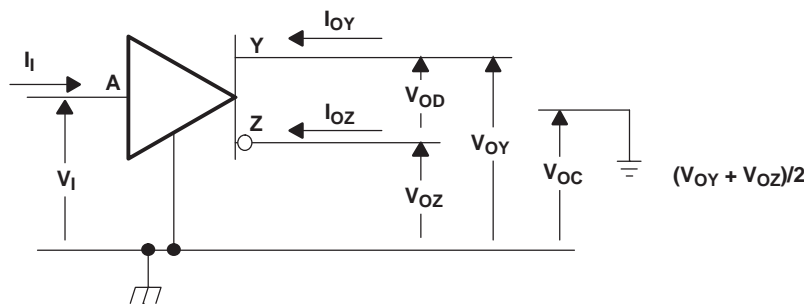 I_OY
Y
I_I
A
V_OD
Z
I_OZ
V_OY
V_OC
(V_OY + V_OZ)/2
V_I
V_OZ